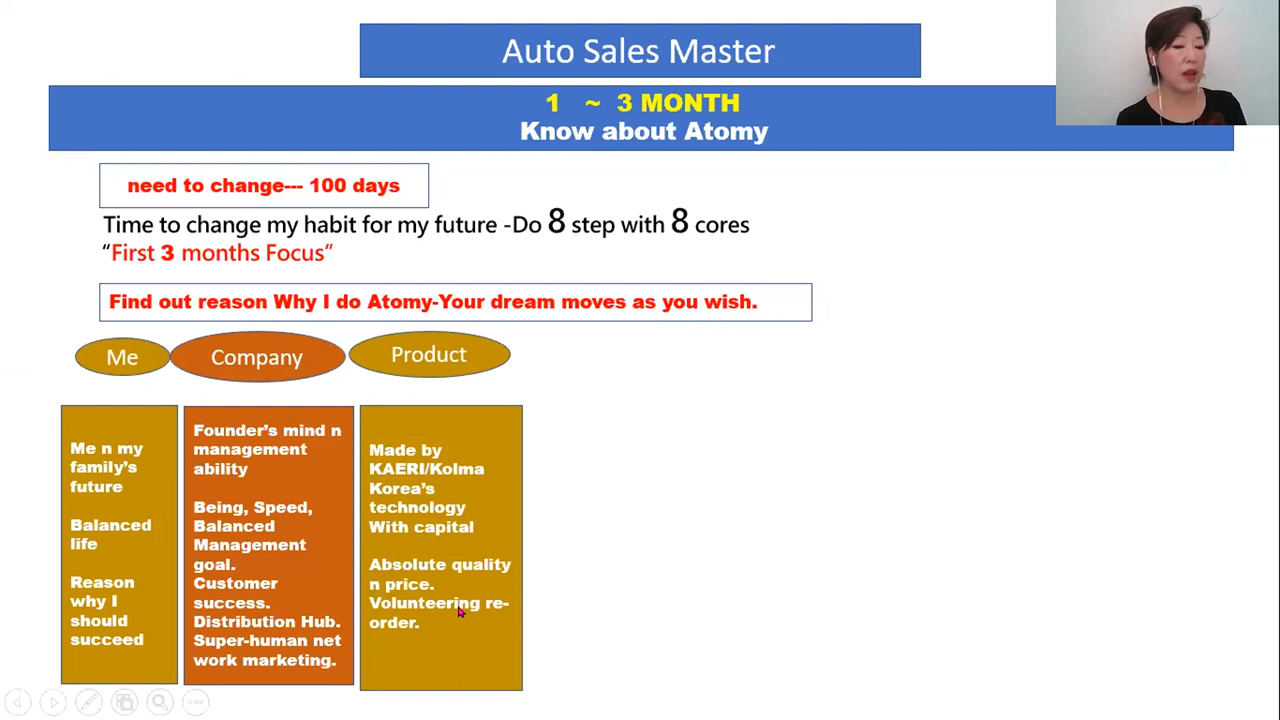 Auto Sales Master
1 ~ 3 MONTH
Know about Atomy
need to change--- 100 days
Time to change my habit for my future -Do 8 step with 8 cores
“First 3 months Focus”
Find out reason Why I do Atomy-Your dream moves as you wish.
Me
Company
Product
Me n my
family’s
future
Balanced
life
Reason
why I
should
succeed
Founder’s mind n
management
ability
Being, Speed,
Balanced
Management
goal.
Customer
success.
Distribution Hub.
Super-human net
work marketing.
Made by
KAERI/Kolma
Korea’s
technology
With capital
Absolute quality
n price.
Volunteering re-
order.